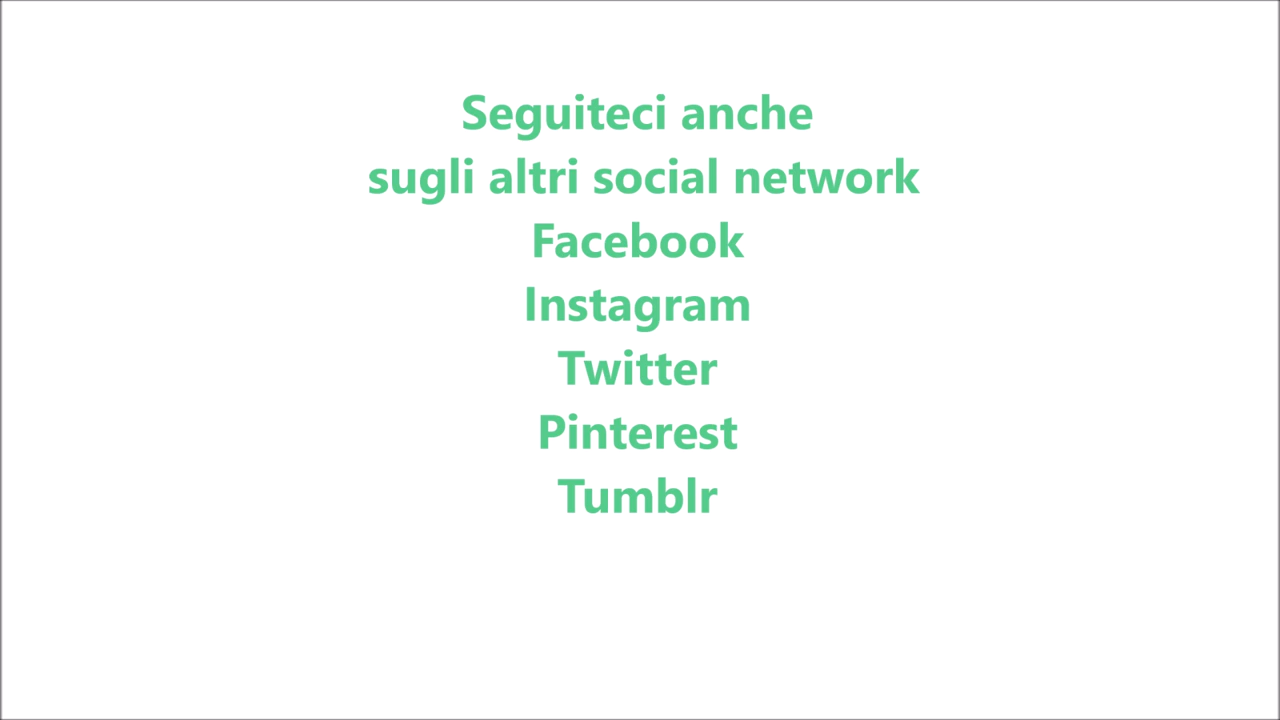 Seguiteci anche
sugli altri social network
Facebook
Instagram
Twitter
Pinterest
Tumblr